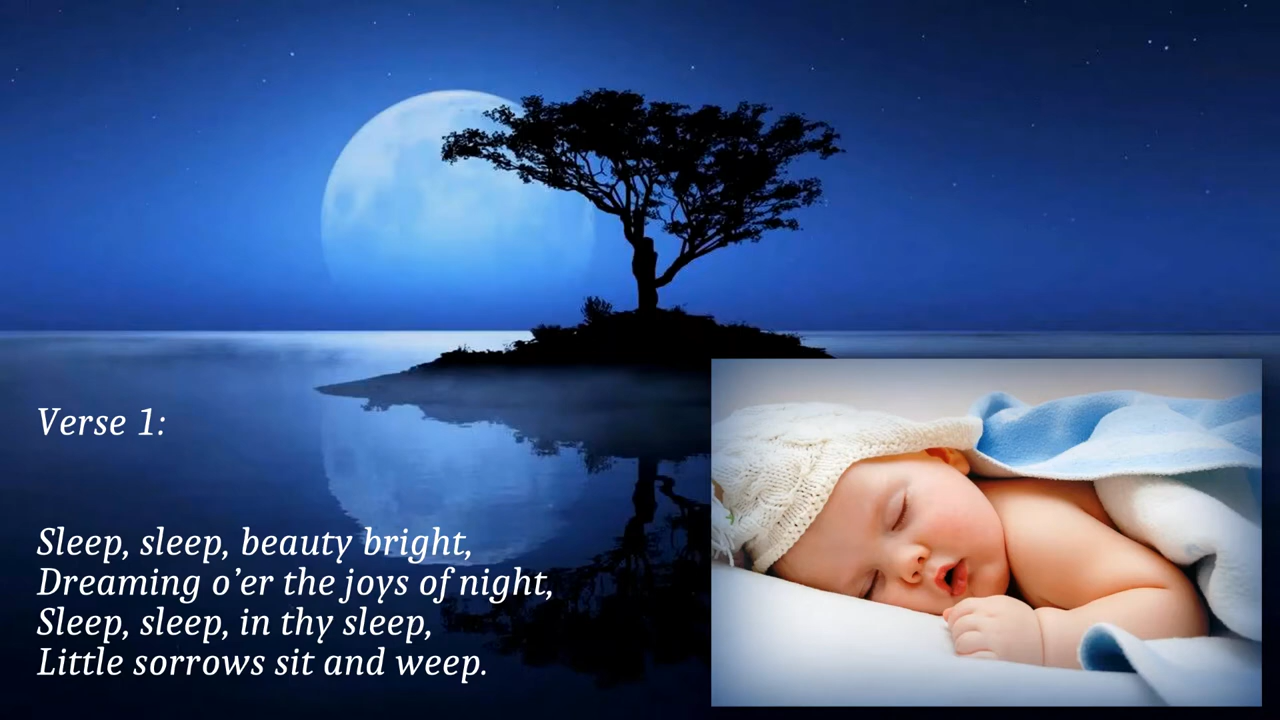 Verse 1:
Sleep, sleep, beauty bright,
Dreaming o’er the joys of night,
Sleep, sleep, in thy sleep,
Little sorrows sit and weep.